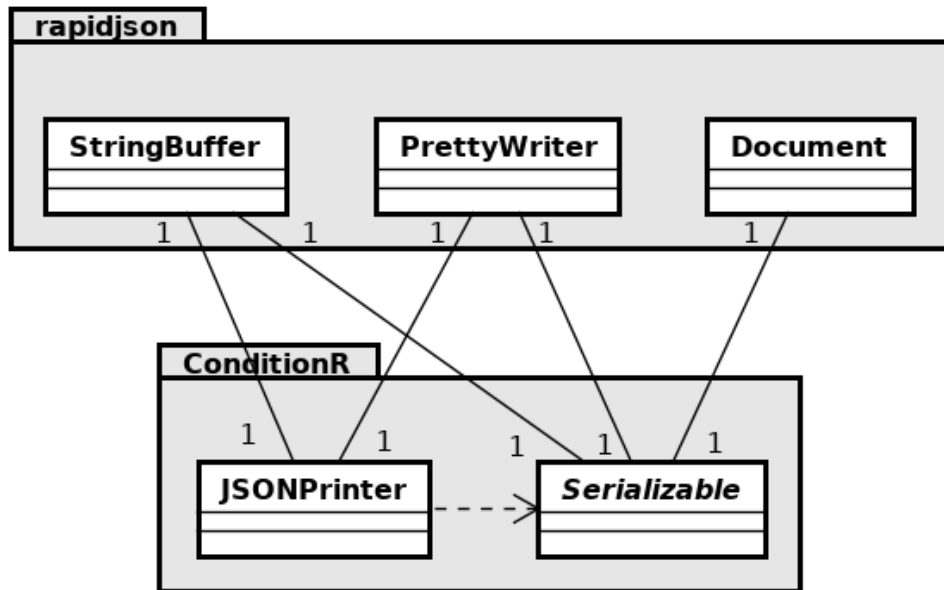 rapidjson
StringBuffer
PrettyWriter
Document
1
1
1
1
1
ConditionR
1
1
1
1
1
JSONPrinter
Serializable